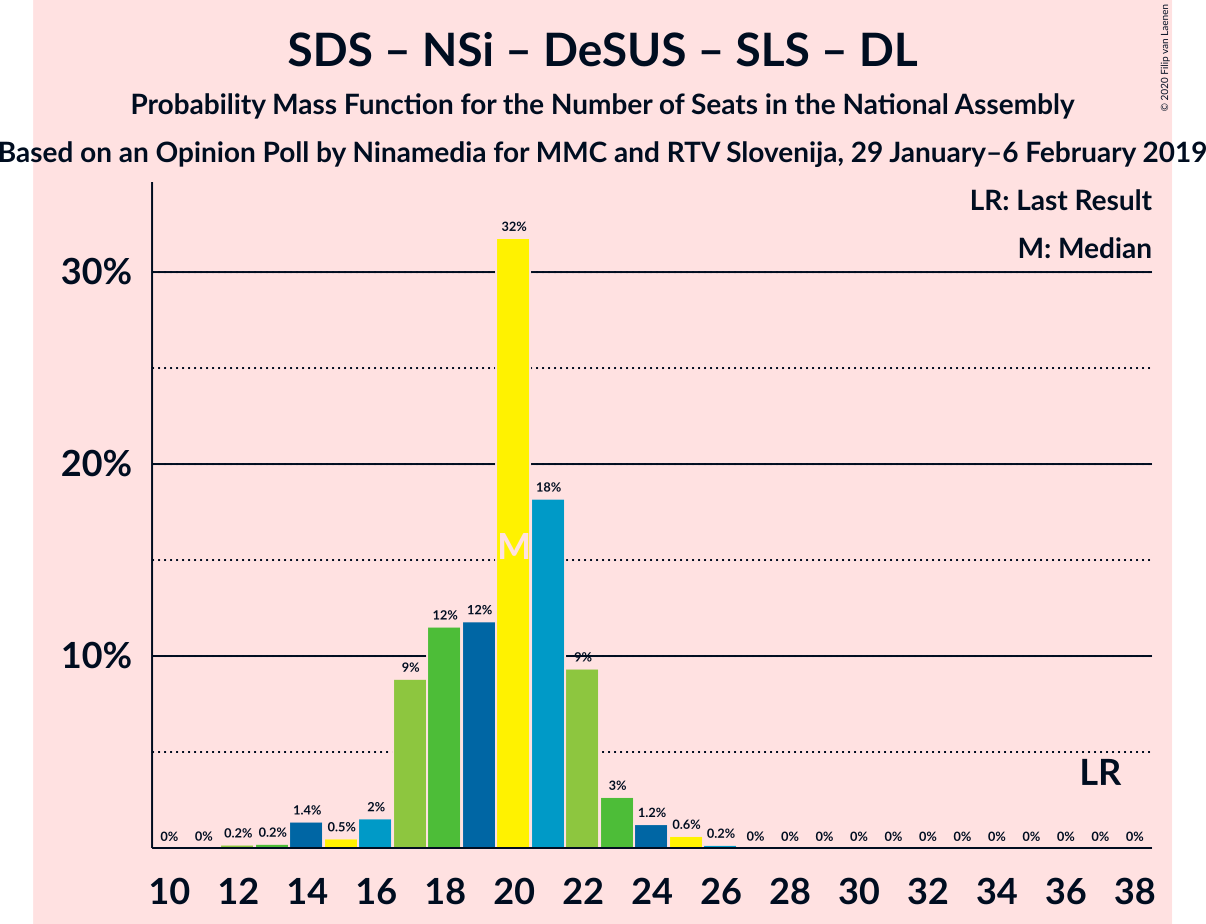 SDS – NSi – DeSUS – SLS – DL
Probability Mass Function for the Number of Seats in the National Assembly
Based on an Opinion Poll by Ninamedia for MMC and RTV Slovenija, 29 January–6 February 2019
© 2020 Filip van Laenen
LR: Last Result
M: Median
30%
20%
10%
0% 0% 0.2% 0.2% 1.4% 0.5% 2% 9% 12% 12% 32% 18% 9% 3% 1.2% 0.6% 0.2% 0% 0% 0% 0% 0% 0% 0% 0% 0% 0% 0% 0%
M
LR
10 12 14 16 18 20 22 24 26 28 30 32 34 36 38